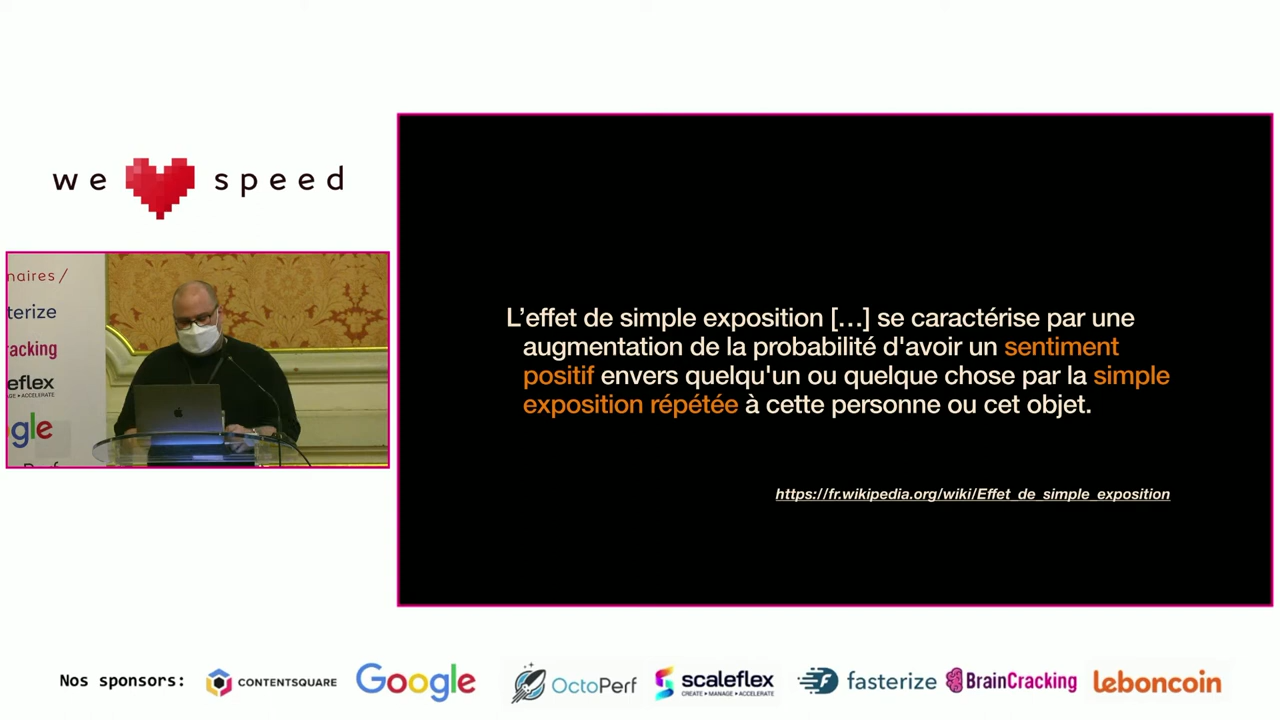 we speed
naires/
terize
racking
eflex
GE • ACCELERATE
gle
L’effet de simple exposition […] se caractérise par une
augmentation de la probabilité d'avoir un sentiment
positif envers quelqu'un ou quelque chose par la simple
exposition répétée à cette personne ou cet objet.
https://fr.wikipedia.org/wiki/Effet_de_simple_exposition
Nos sponsors:
CONTENTSQUARE
Google
OctoPerf
scaleflex
CREATE • MANAGE • ACCELERATE
fasterize
BrainCracking
leboncoin